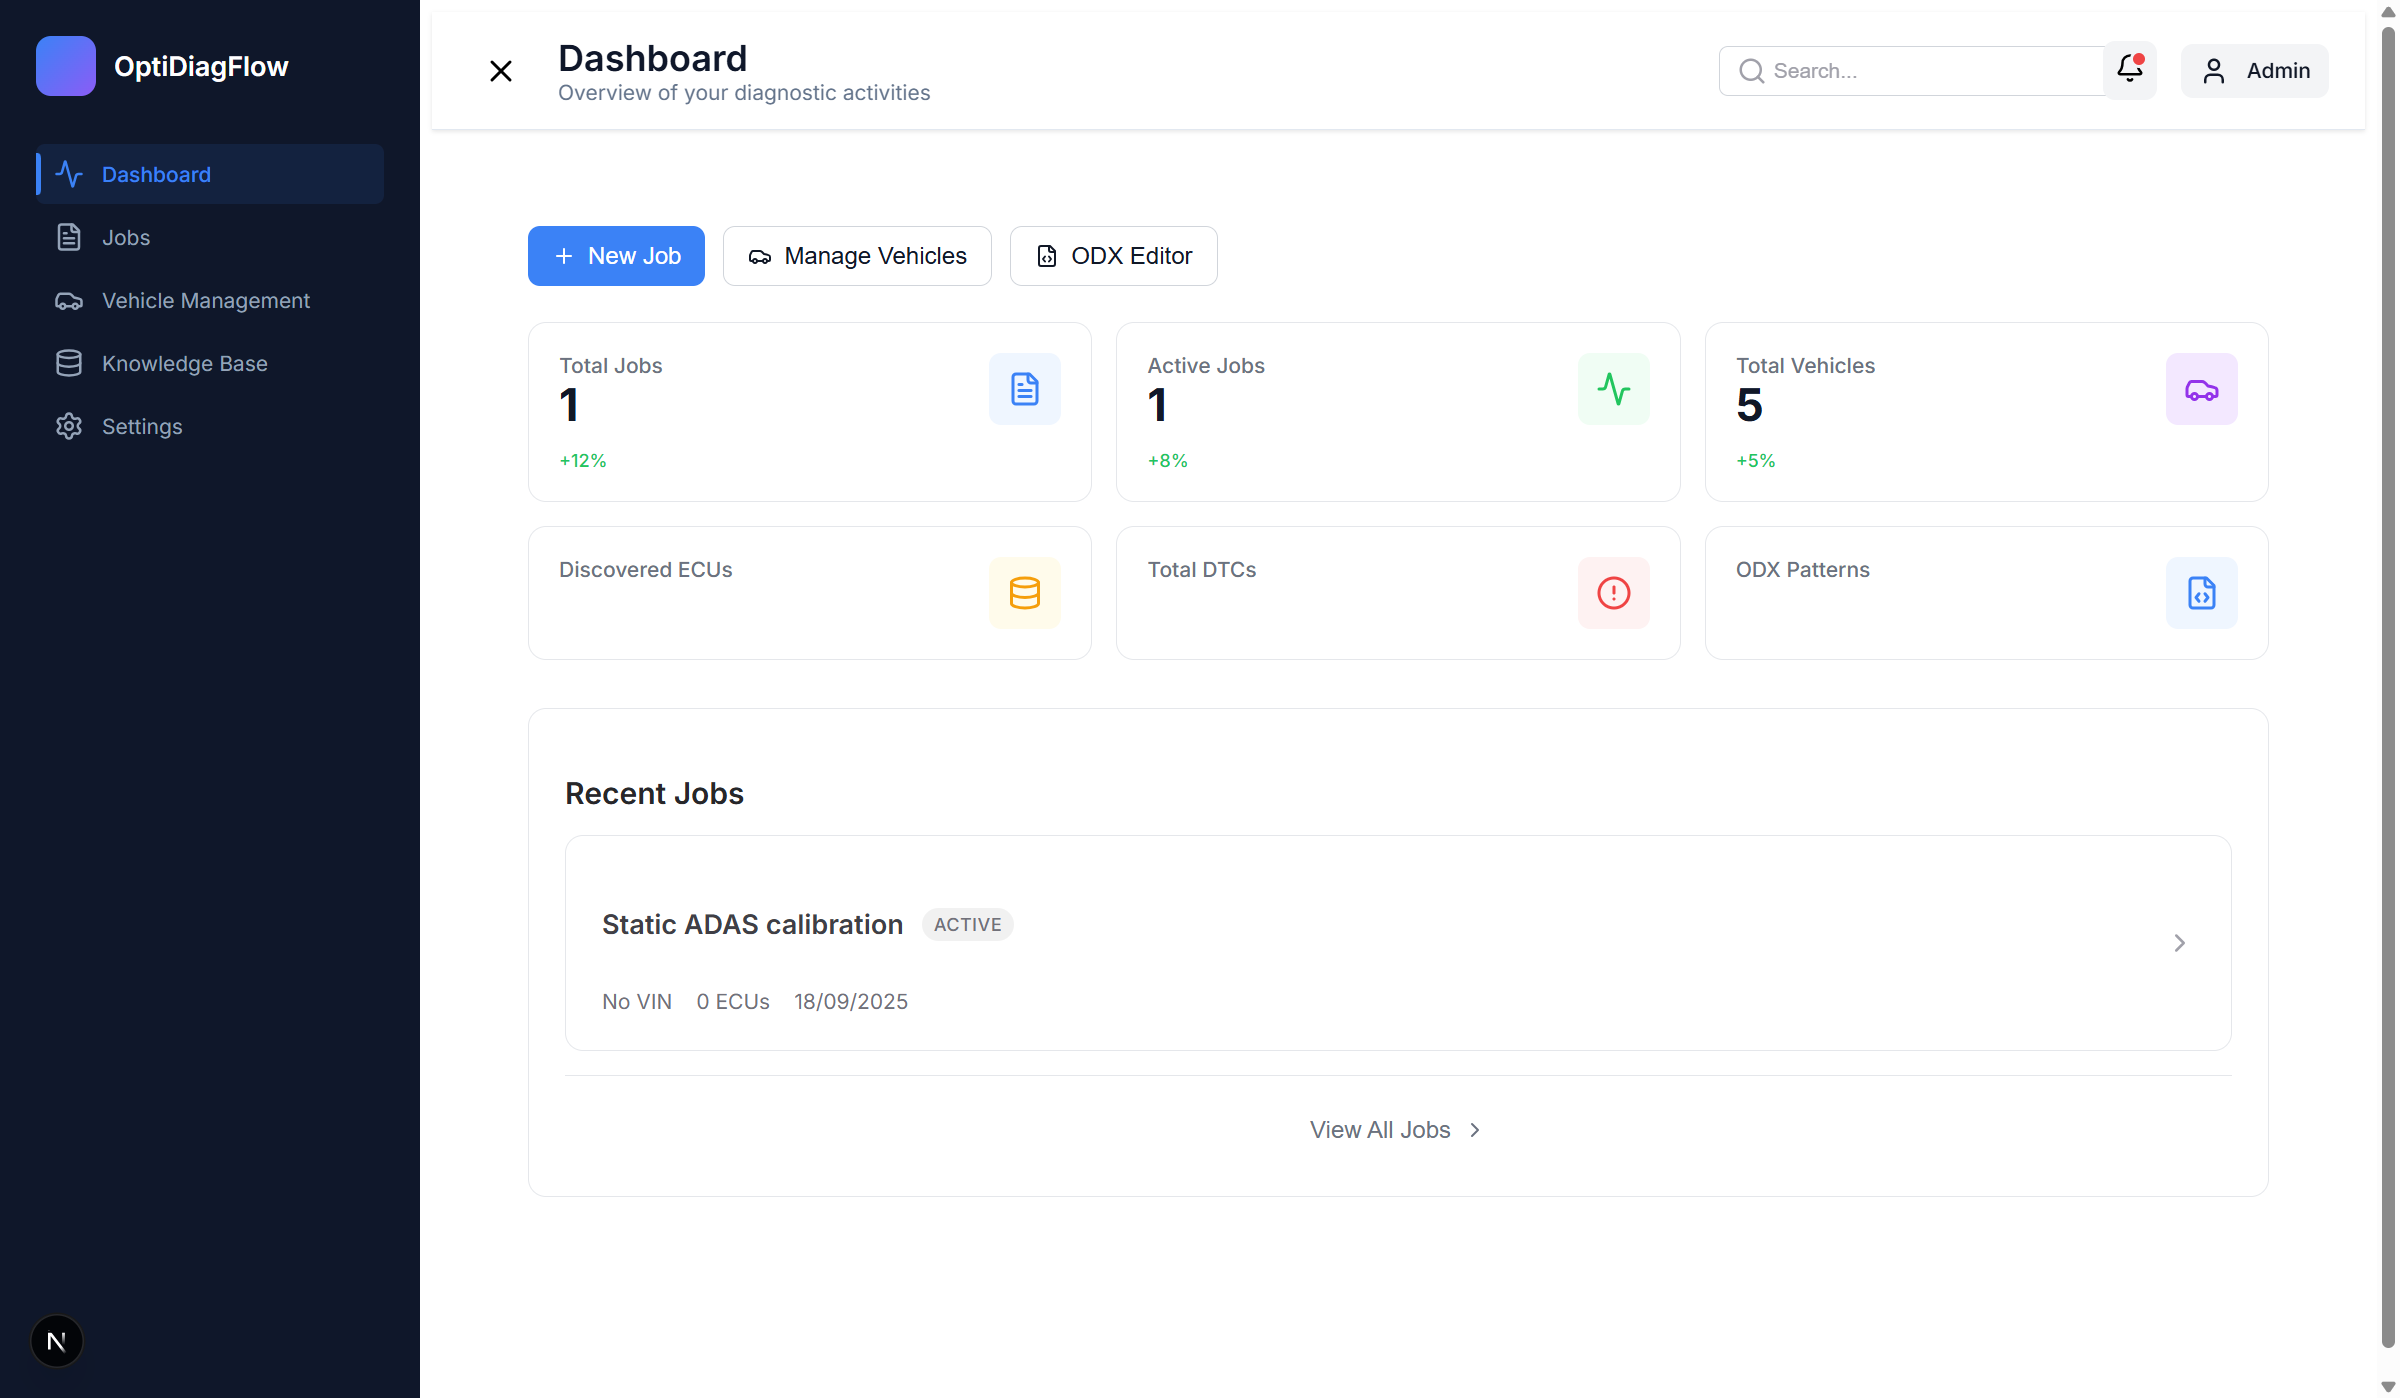 OptiDiagFlow
Dashboard
Jobs
Vehicle Management
Knowledge Base
Settings
N
Dashboard
Overview of your diagnostic activities
Search...
Admin
New Job
Manage Vehicles
ODX Editor
Total Jobs
1
+12%
Active Jobs
1
+8%
Total Vehicles
5
+5%
Discovered ECUs
Total DTCs
ODX Patterns
Recent Jobs
Static ADAS calibration ACTIVE
No VIN 0 ECUs 18/09/2025
View All Jobs